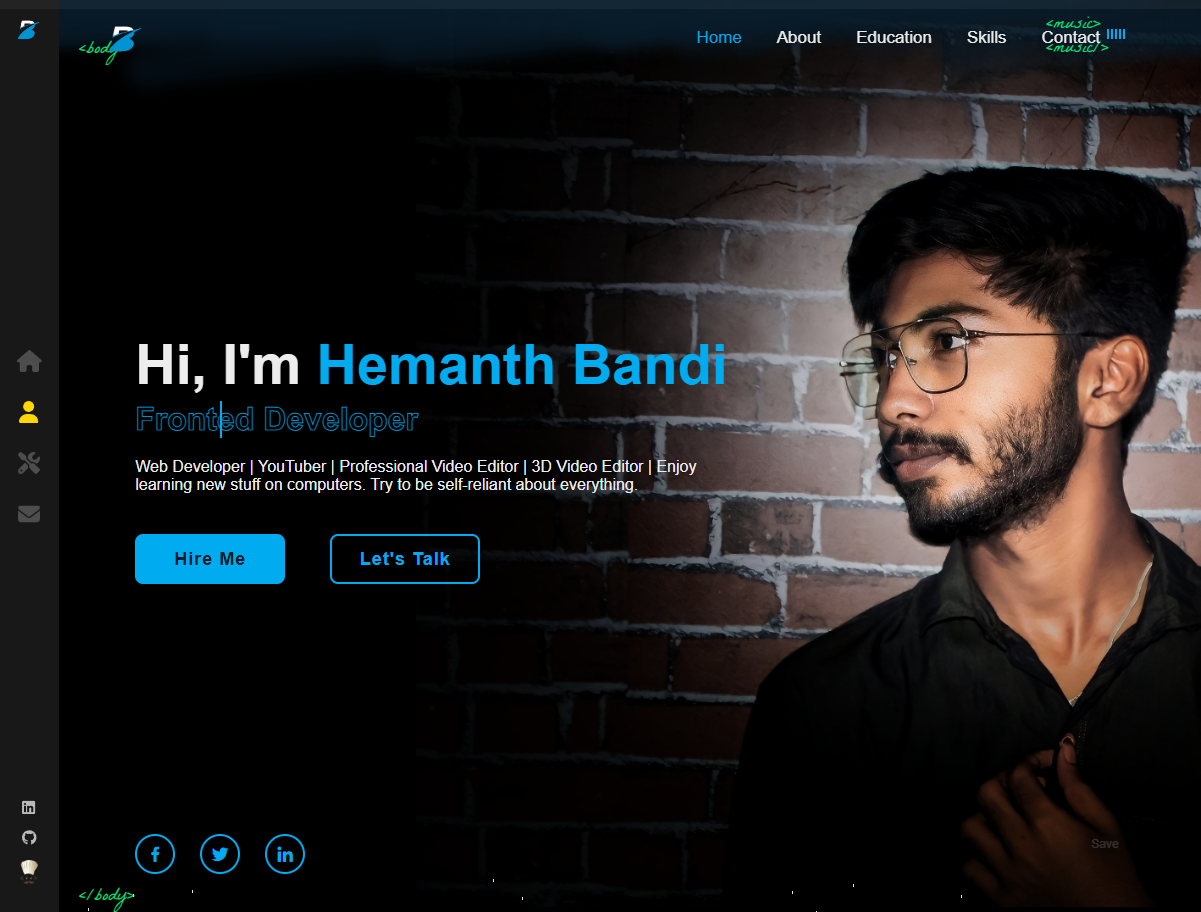 <body>
Home About Education Skills Contact
<music>
<music/>
Hi, I'm Hemanth Bandi
Fronted Developer
Web Developer | YouTuber | Professional Video Editor | 3D Video Editor | Enjoy
learning new stuff on computers. Try to be self-reliant about everything.
Hire Me Let's Talk
Save
</body>